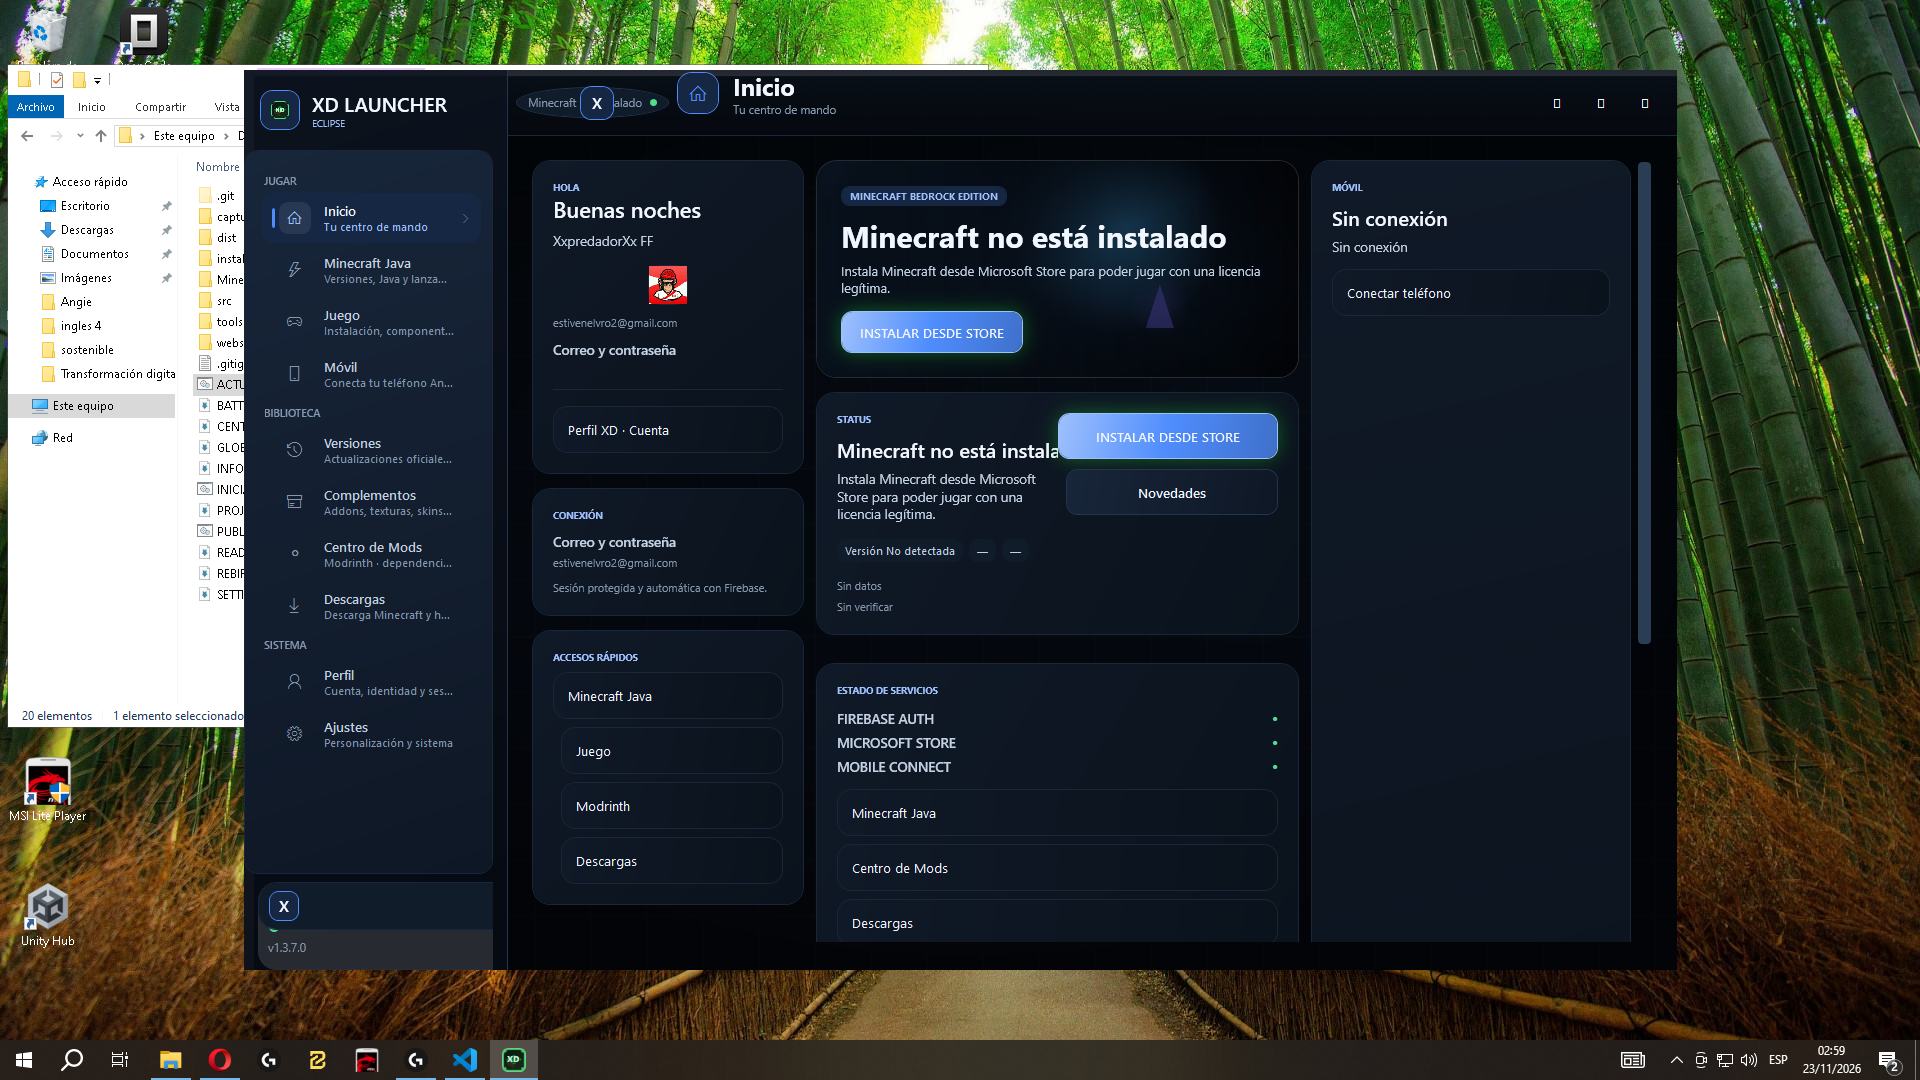 Archivo
Inicio
Compartir
Vista
Este equipo
Acceso rápido
Escritorio
Descargas
Documentos
Imágenes
Angie
ingles 4
sostenible
Transformación digita
Este equipo
Red
Nombre
.git
captu
dist
instal
Mine
src
tools
webs
.gitig
ACTU
BATT
CENT
GLOB
INFO
INICI
PROJ
PUBL
READ
REBI
SETTI
20 elementos
1 elemento seleccionado
MSI Lite Player
Unity Hub
XD
XD LAUNCHER
ECLIPSE
JUGAR
Inicio
Tu centro de mando
Minecraft Java
Versiones, Java y lanza...
Juego
Instalación, component...
Móvil
Conecta tu teléfono An...
BIBLIOTECA
Versiones
Actualizaciones oficiale...
Complementos
Addons, texturas, skins...
Centro de Mods
Modrinth · dependenci...
Descargas
Descarga Minecraft y h...
SISTEMA
Perfil
Cuenta, identidad y ses...
Ajustes
Personalización y sistema
X
v1.3.7.0
Minecraft X alado
Inicio
Tu centro de mando
HOLA
Buenas noches
XxpredadorXx FF
estivenelvro2@gmail.com
Correo y contraseña
Perfil XD · Cuenta
CONEXIÓN
Correo y contraseña
estivenelvro2@gmail.com
Sesión protegida y automática con Firebase.
ACCESOS RÁPIDOS
Minecraft Java
Juego
Modrinth
Descargas
MINECRAFT BEDROCK EDITION
Minecraft no está instalado
Instala Minecraft desde Microsoft Store para poder jugar con una licencia
legítima.
INSTALAR DESDE STORE
STATUS
Minecraft no está instala
Instala Minecraft desde Microsoft
Store para poder jugar con una
licencia legítima.
INSTALAR DESDE STORE
Novedades
Versión No detectada — —
Sin datos
Sin verificar
ESTADO DE SERVICIOS
FIREBASE AUTH
MICROSOFT STORE
MOBILE CONNECT
Minecraft Java
Centro de Mods
Descargas
MÓVIL
Sin conexión
Sin conexión
Conectar teléfono
XD
ESP
02:59
23/11/2026
2